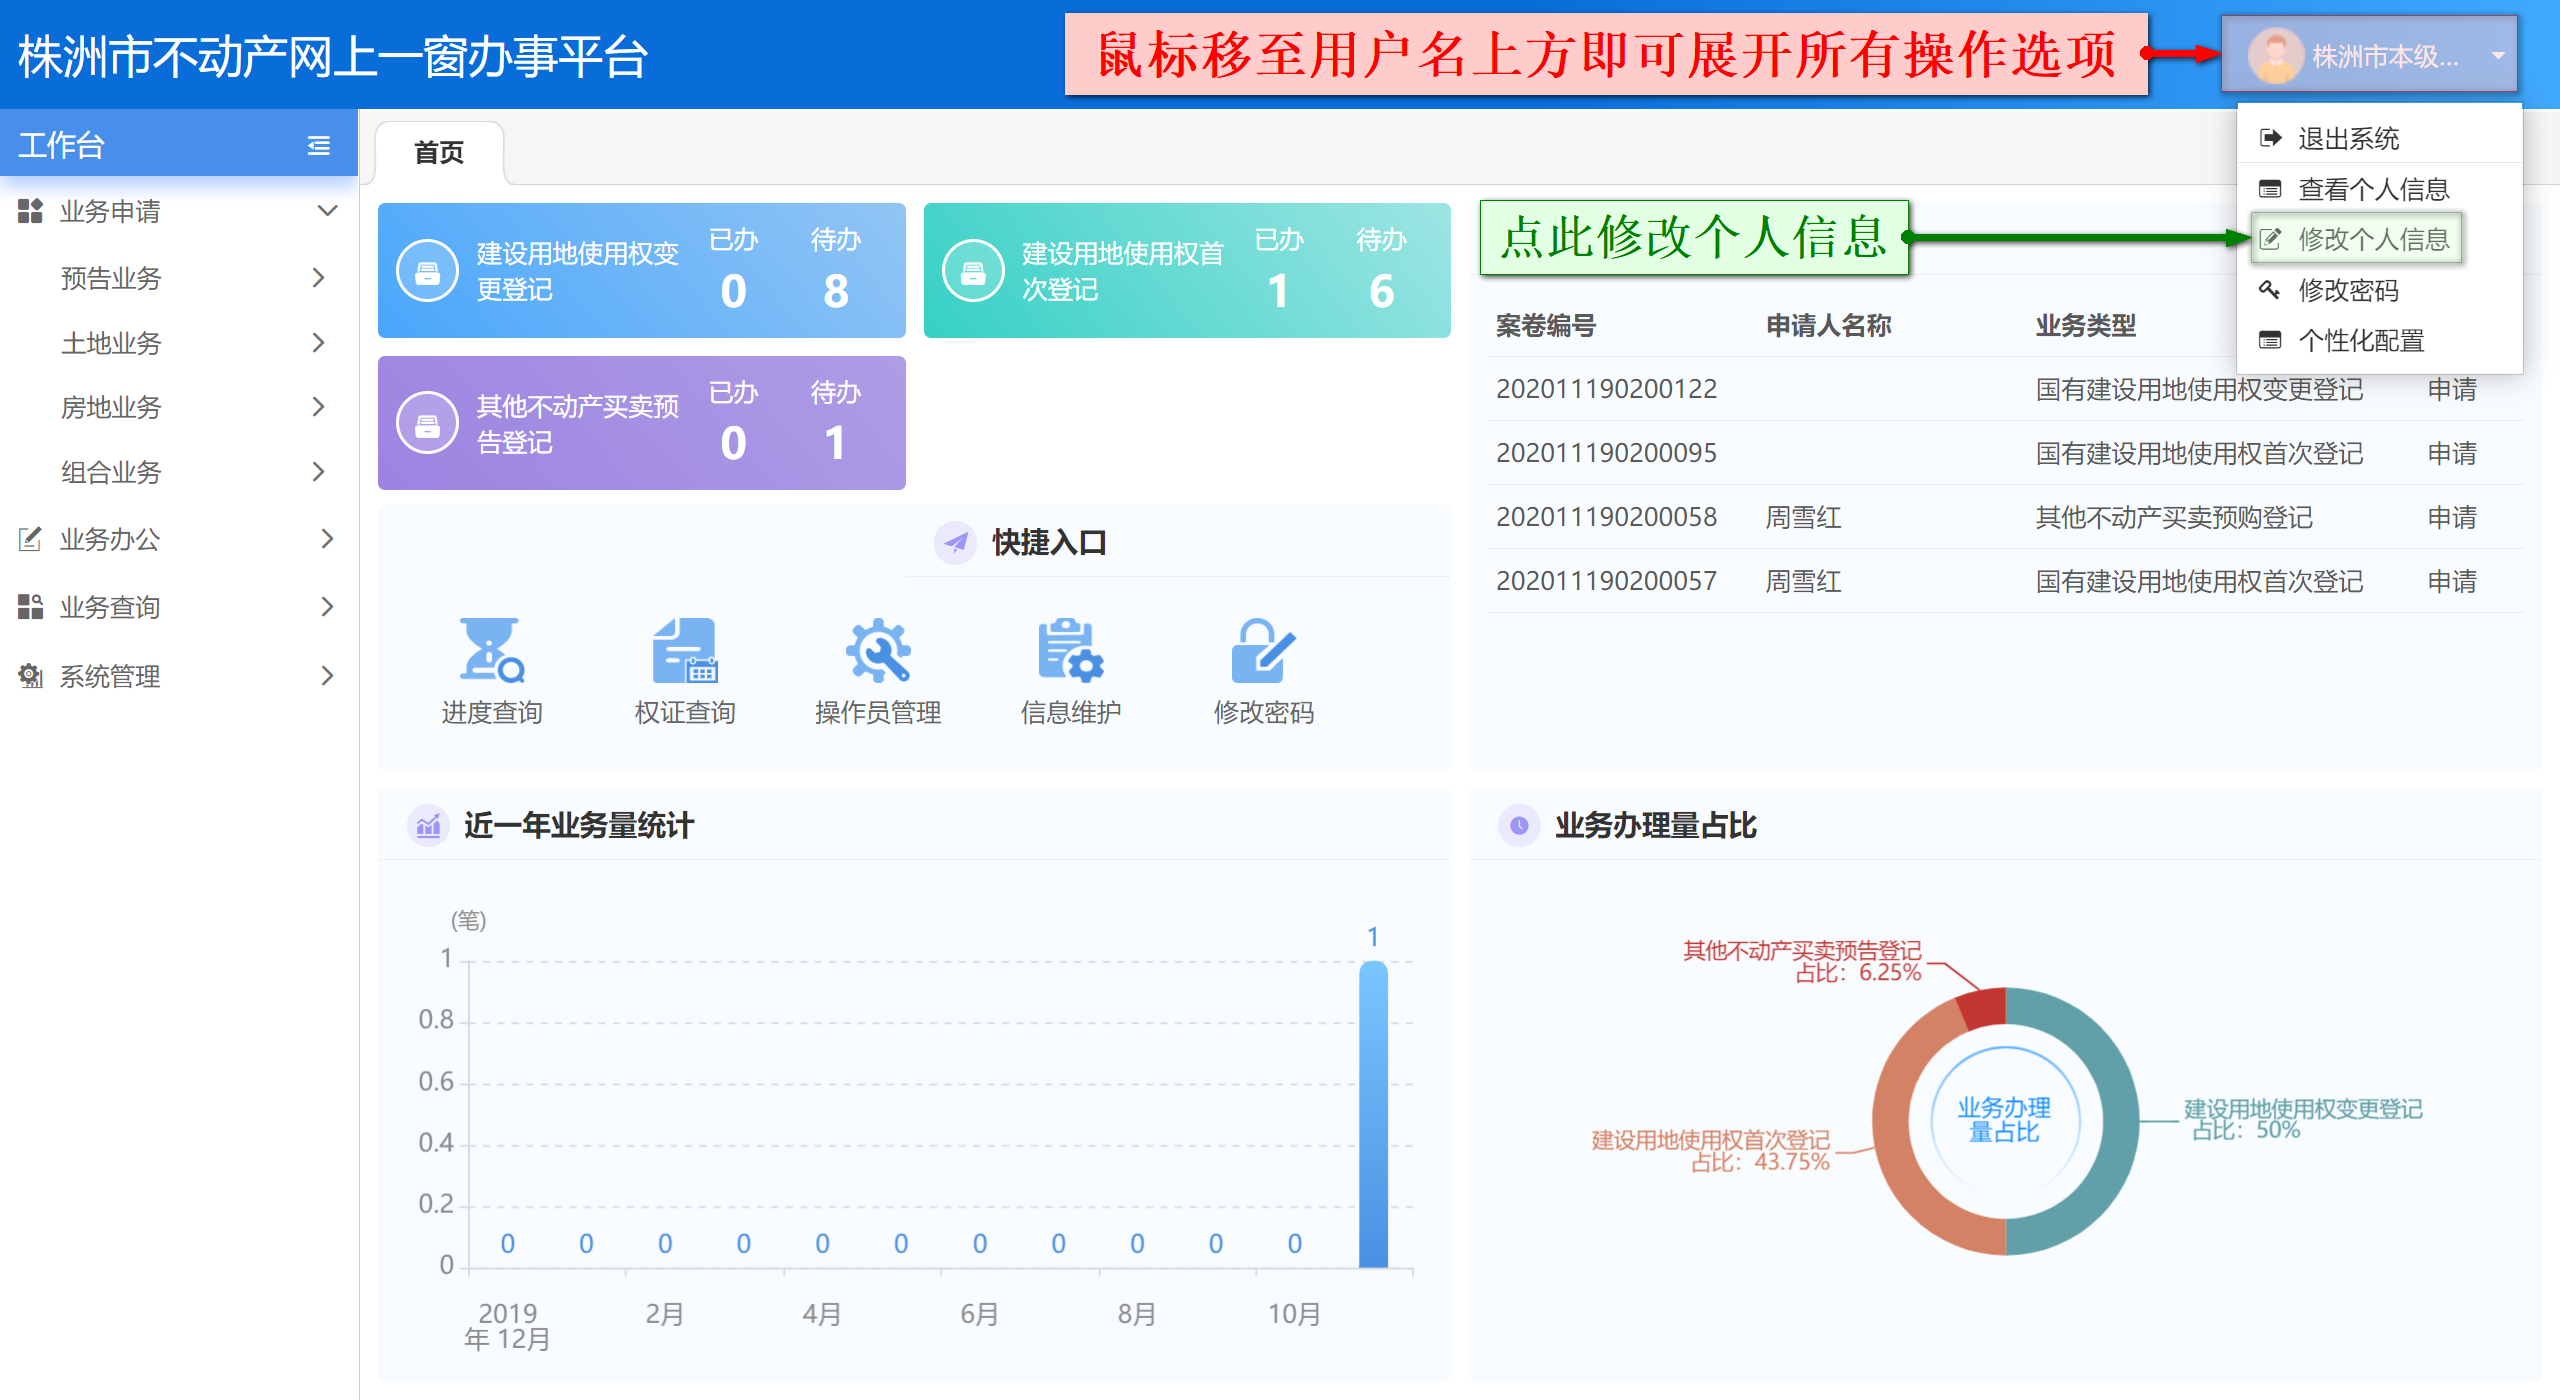 株洲市不动产网上一窗办事平台
鼠标移至用户名上方即可展开所有操作选项
株洲市本级...
工作台
首页
退出系统
查看个人信息
修改个人信息
修改密码
个性化配置
点此修改个人信息
业务申请
预告业务
土地业务
房地业务
组合业务
业务办公
业务查询
系统管理
建设用地使用权变
更登记
已办 待办
0 8
建设用地使用权首
次登记
已办 待办
1 6
其他不动产买卖预
告登记
已办 待办
0 1
案卷编号 申请人名称 业务类型
202011190200122 国有建设用地使用权变更登记 申请
202011190200095 国有建设用地使用权首次登记 申请
202011190200058 周雪红 其他不动产买卖预购登记 申请
202011190200057 周雪红 国有建设用地使用权首次登记 申请
快捷入口
进度查询 权证查询 操作员管理 信息维护 修改密码
近一年业务量统计
(笔)
1
0.8
0.6
0.4
0.2
0
0 0 0 0 0 0 0 0 0 0 0 1
2019
年 12月
2月 4月 6月 8月 10月
业务办理量占比
其他不动产买卖预告登记
占比：6.25%
建设用地使用权变更登记
占比：50%
建设用地使用权首次登记
占比：43.75%
业务办理
量占比